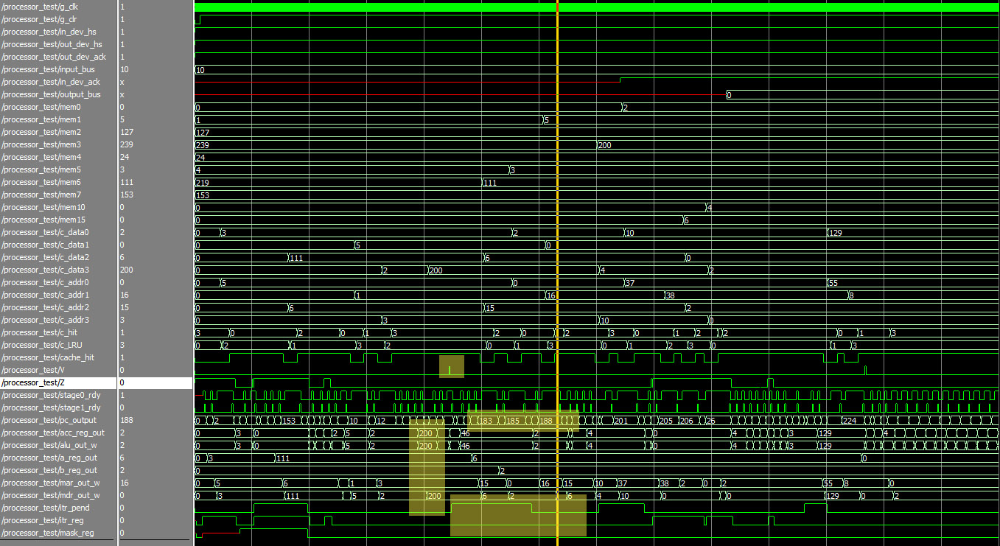 /processor_test/g_clk 1
/processor_test/g_clr 1
/processor_test/in_dev_hs 1
/processor_test/out_dev_hs 1
/processor_test/out_dev_ack 1
/processor_test/input_bus 10 10
/processor_test/in_dev_ack x
/processor_test/output_bus x 0
/processor_test/mem0 0 0 2
/processor_test/mem1 5 1 5
/processor_test/mem2 127 127
/processor_test/mem3 239 239 200
/processor_test/mem4 24 24
/processor_test/mem5 3 4 3
/processor_test/mem6 111 219 111
/processor_test/mem7 153 153
/processor_test/mem10 0 0 4
/processor_test/mem15 0 0 6
/processor_test/c_data0 2 0 3 2 10 129
/processor_test/c_data1 0 0 5 0
/processor_test/c_data2 6 0 111 6 0
/processor_test/c_data3 200 0 2 200 4 2
/processor_test/c_addr0 0 0 5 0 37 55
/processor_test/c_addr1 16 0 1 16 38 8
/processor_test/c_addr2 15 0 6 15 2
/processor_test/c_addr3 3 0 3 10 0
/processor_test/c_hit 1 3 0 2 0 1 3 2 0 2 3 0 1 2 2 0 1 3
/processor_test/c_LRU 3 0 2 1 3 2 0 1 3 0 1 2 3 0 1 3
/processor_test/cache_hit 1
/processor_test/V 0
/processor_test/Z 0
/processor_test/stage0_rdy 1
/processor_test/stage1_rdy 0
/processor_test/pc_output 188 0 2 153 10 12 183 185 188 201 205 206 26 224
/processor_test/acc_reg_out 2 0 3 0 2 5 2 200 46 2 4 0 4 3 129 4
/processor_test/alu_out_w 2 0 3 0 5 2 200 46 2 4 0 4 3 129
/processor_test/a_reg_out 6 0 3 111 6 0
/processor_test/b_reg_out 2 0 2
/processor_test/mar_out_w 16 0 5 6 1 3 15 0 16 15 10 37 38 2 0 2 55 8 0
/processor_test/mdr_out_w 0 0 3 111 5 2 200 6 2 6 4 10 0 0 129 0 2
/processor_test/itr_pend 0
/processor_test/itr_reg 0
/processor_test/mask_reg 0